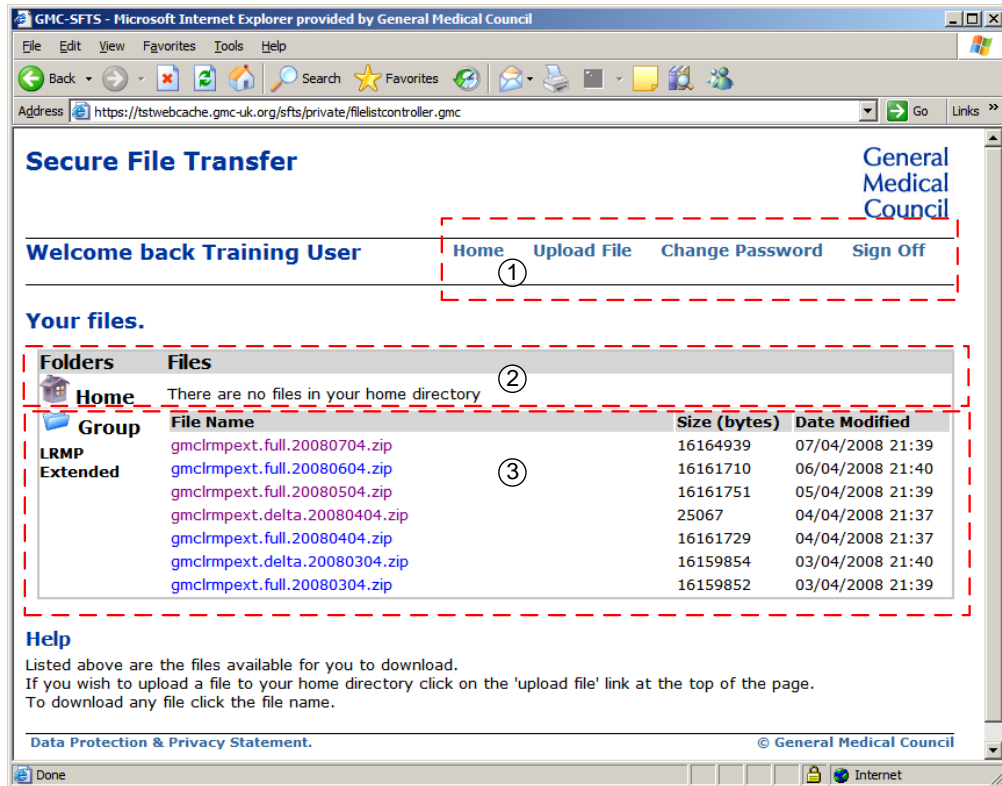 GMC-SFTS - Microsoft Internet Explorer provided by General Medical Council
File Edit View Favorites Tools Help
Back Search Favorites
Address https://tstwebcache.gmc-uk.org/sfts/private/filelistcontroller.gmc Go Links »
Secure File Transfer
General
Medical
Council
Welcome back Training User
Home Upload File Change Password Sign Off
1
Your files.
Folders Files
Home There are no files in your home directory
2
Group
LRMP
Extended
File Name Size (bytes) Date Modified
gmclrmpext.full.20080704.zip 16164939 07/04/2008 21:39
gmclrmpext.full.20080604.zip 16161710 06/04/2008 21:40
3
gmclrmpext.full.20080504.zip 16161751 05/04/2008 21:39
gmclrmpext.delta.20080404.zip 25067 04/04/2008 21:37
gmclrmpext.full.20080404.zip 16161729 04/04/2008 21:37
gmclrmpext.delta.20080304.zip 16159854 03/04/2008 21:40
gmclrmpext.full.20080304.zip 16159852 03/04/2008 21:39
Help
Listed above are the files available for you to download.
If you wish to upload a file to your home directory click on the 'upload file' link at the top of the page.
To download any file click the file name.
Data Protection & Privacy Statement. © General Medical Council
Done Internet